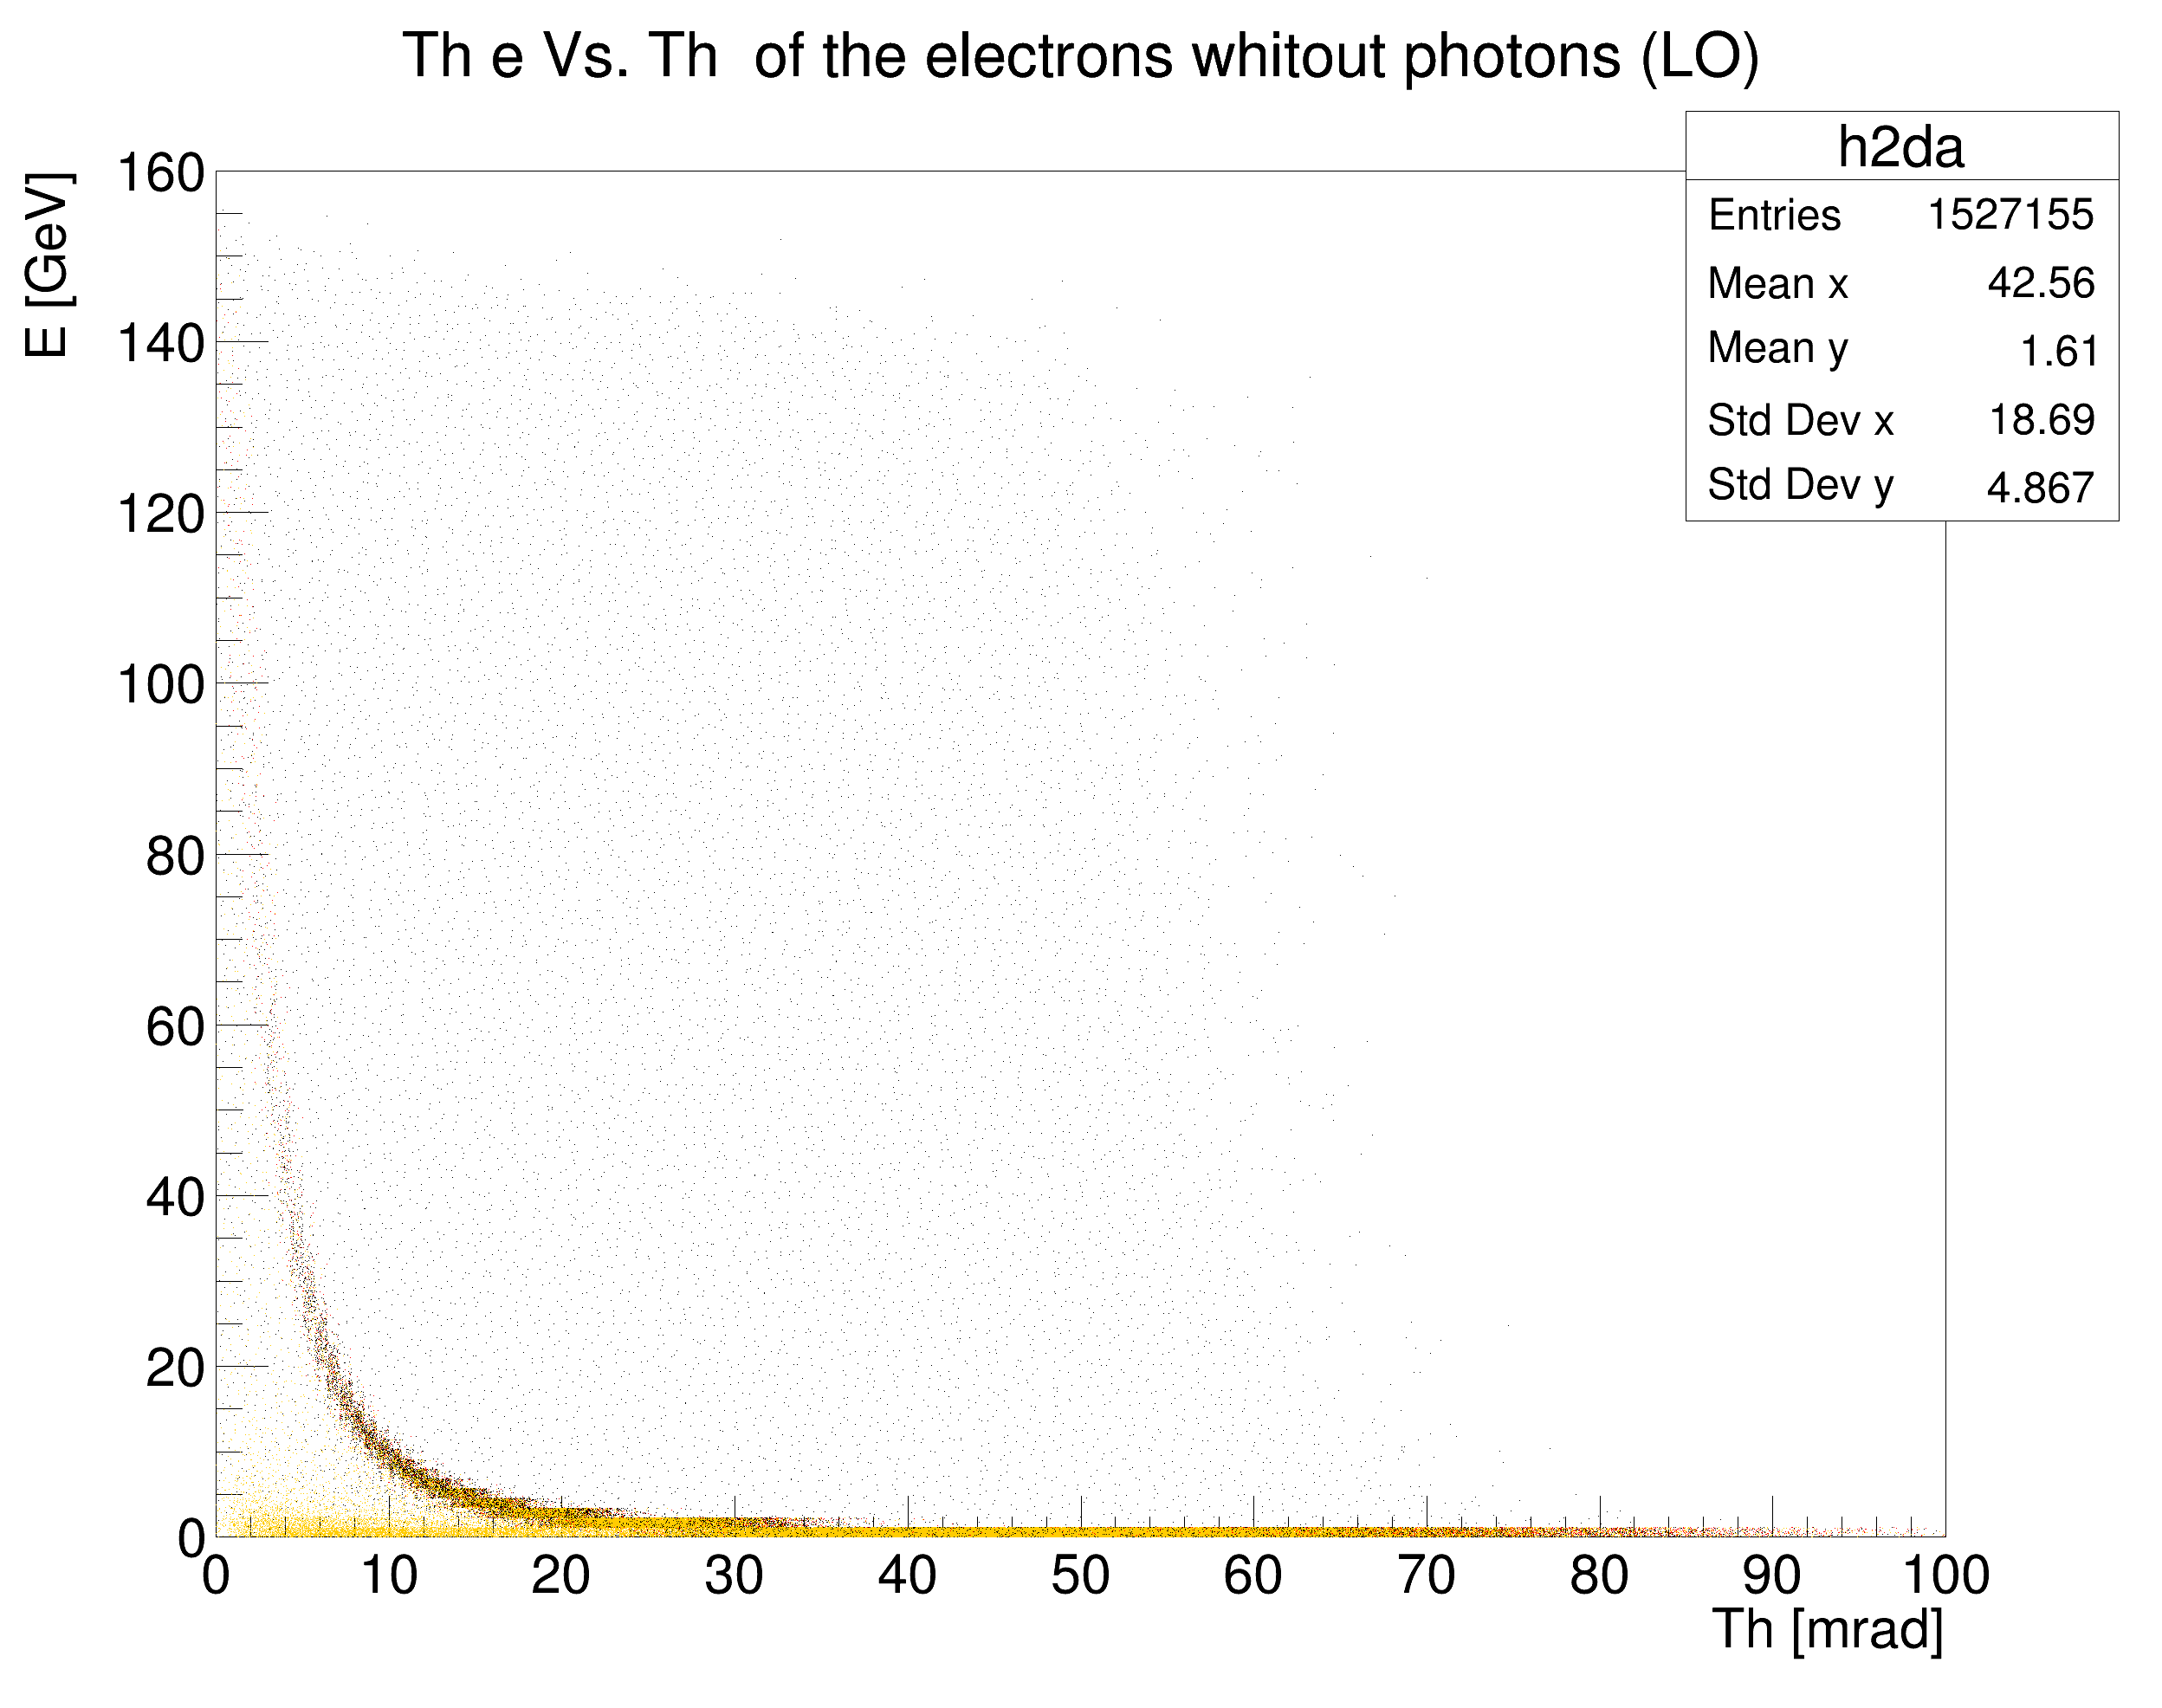 Th e Vs. Th  of the electrons whitout photons (LO)
h2da
Entries 1527155
Mean x 42.56
Mean y 1.61
Std Dev x 18.69
Std Dev y 4.867
E [GeV]
160
140
120
100
80
60
40
20
0
0 10 20 30 40 50 60 70 80 90 100
Th [mrad]